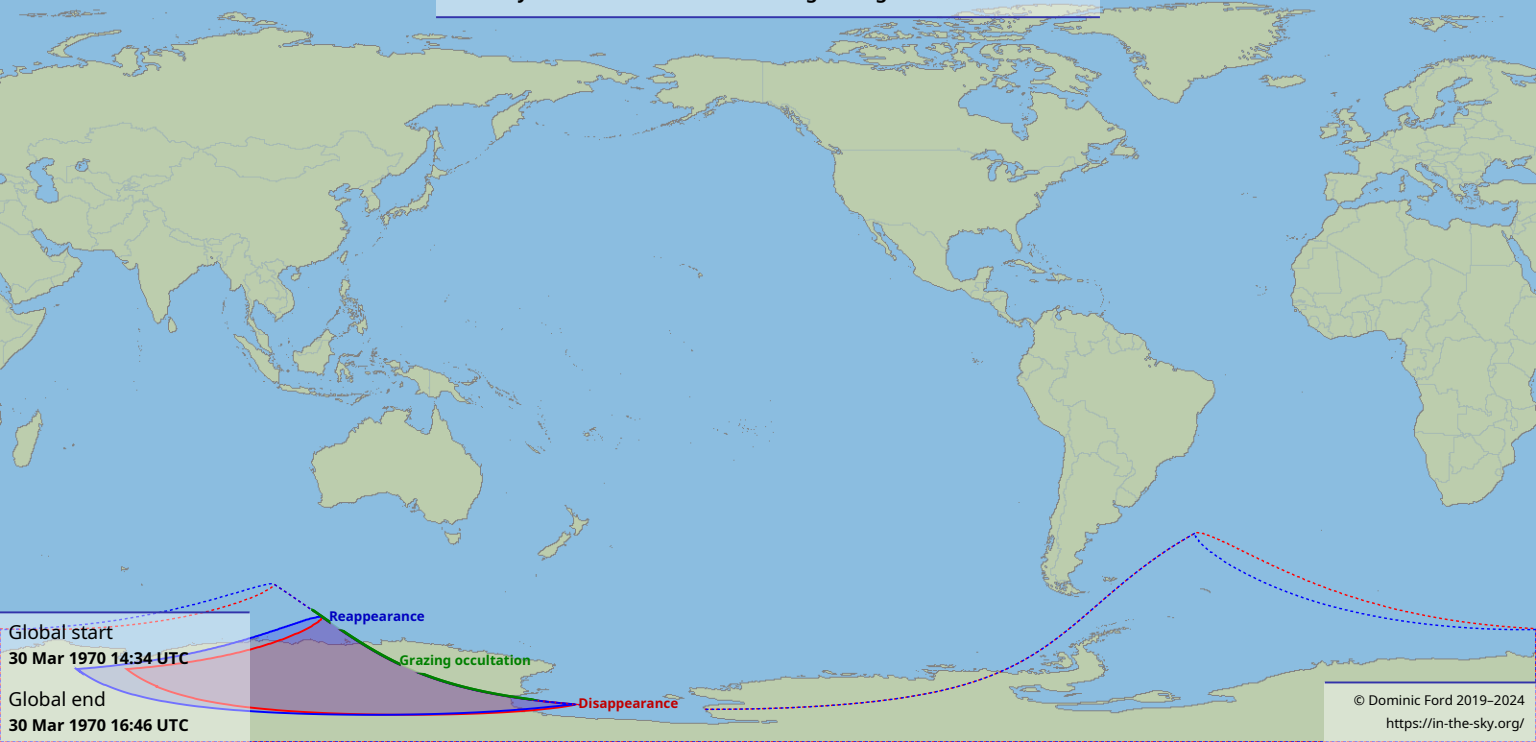 Reappearance
Global start
30 Mar 1970 14:34 UTC
Grazing occultation
Global end
30 Mar 1970 16:46 UTC
Disappearance
© Dominic Ford 2019–2024
https://in-the-sky.org/